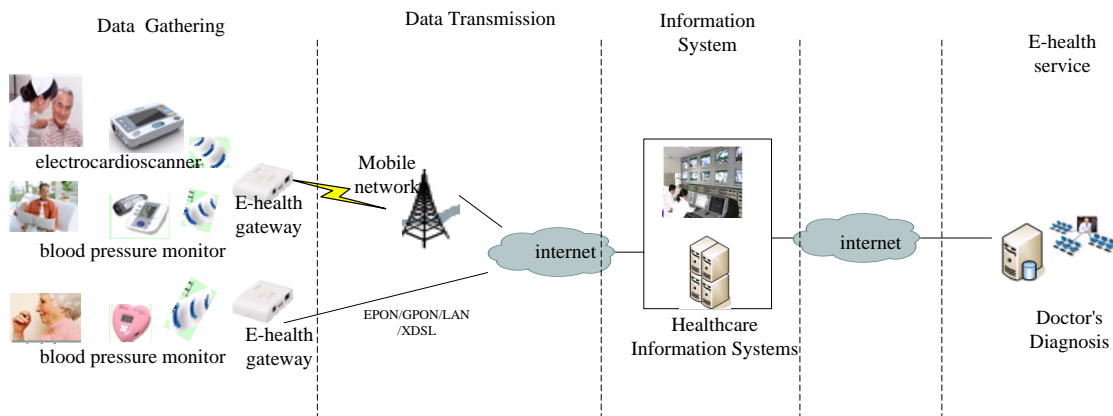 Data Gathering
Data Transmission
Information
System
E-health
service
electrocardioscanner
Mobile
network
E-health
gateway
blood pressure monitor
internet
internet
EPON/GPON/LAN
/XDSL
E-health
gateway
blood pressure monitor
Healthcare
Information Systems
Doctor's
Diagnosis